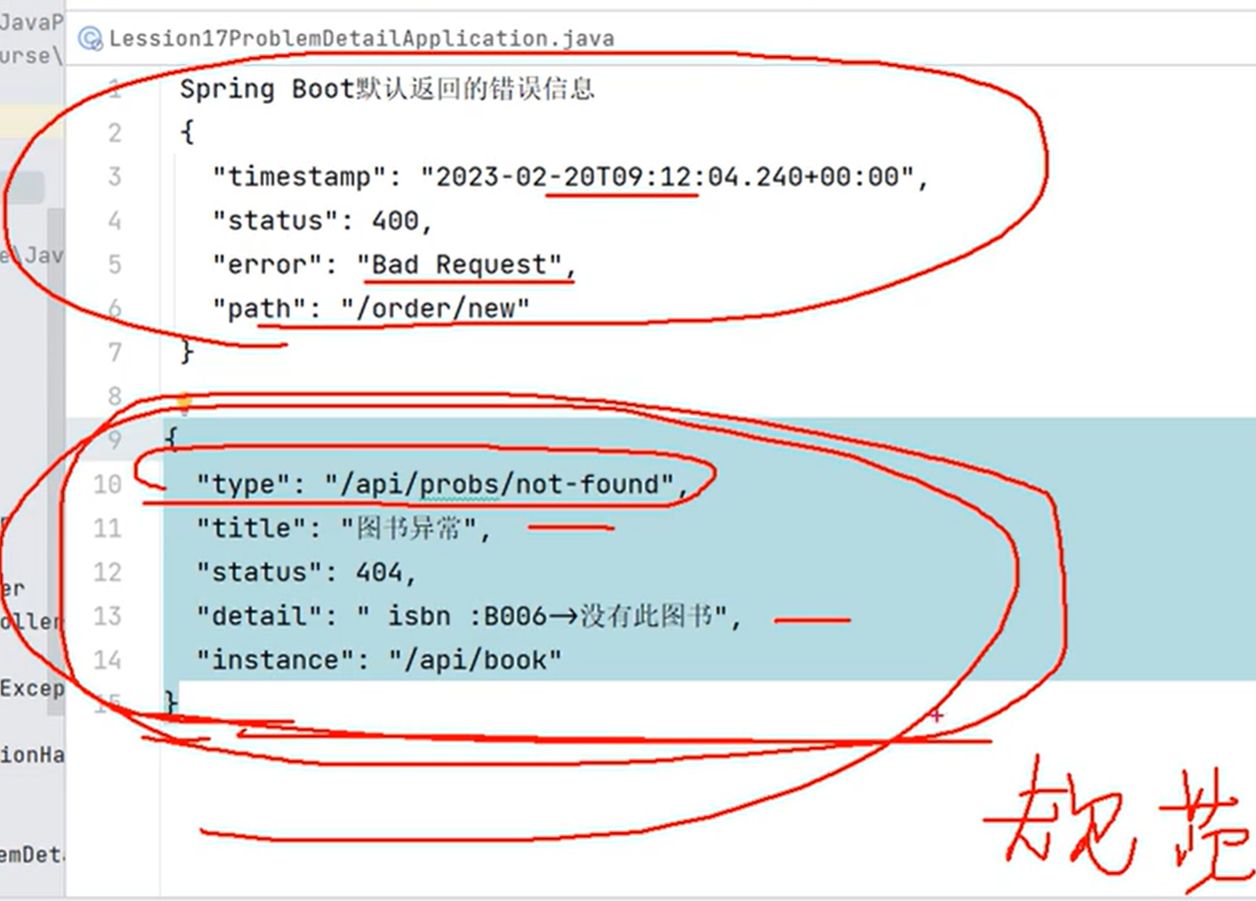 JavaP
urse\
Lession17ProblemDetailApplication.java
1 Spring Boot默认返回的错误信息
2 {
3 "timestamp": "2023-02-20T09:12:04.240+00:00",
4 "status": 400,
5 "error": "Bad Request",
e\Jav
6 "path": "/order/new"
7 }
8
9 {
10 "type": "/api/probs/not-found",
11 "title": "图书异常",
12 "status": 404,
er
13 "detail": " isbn :B006→没有此图书",
oller
14 "instance": "/api/book"
Excep
15 }
ionHa
规范
emDet